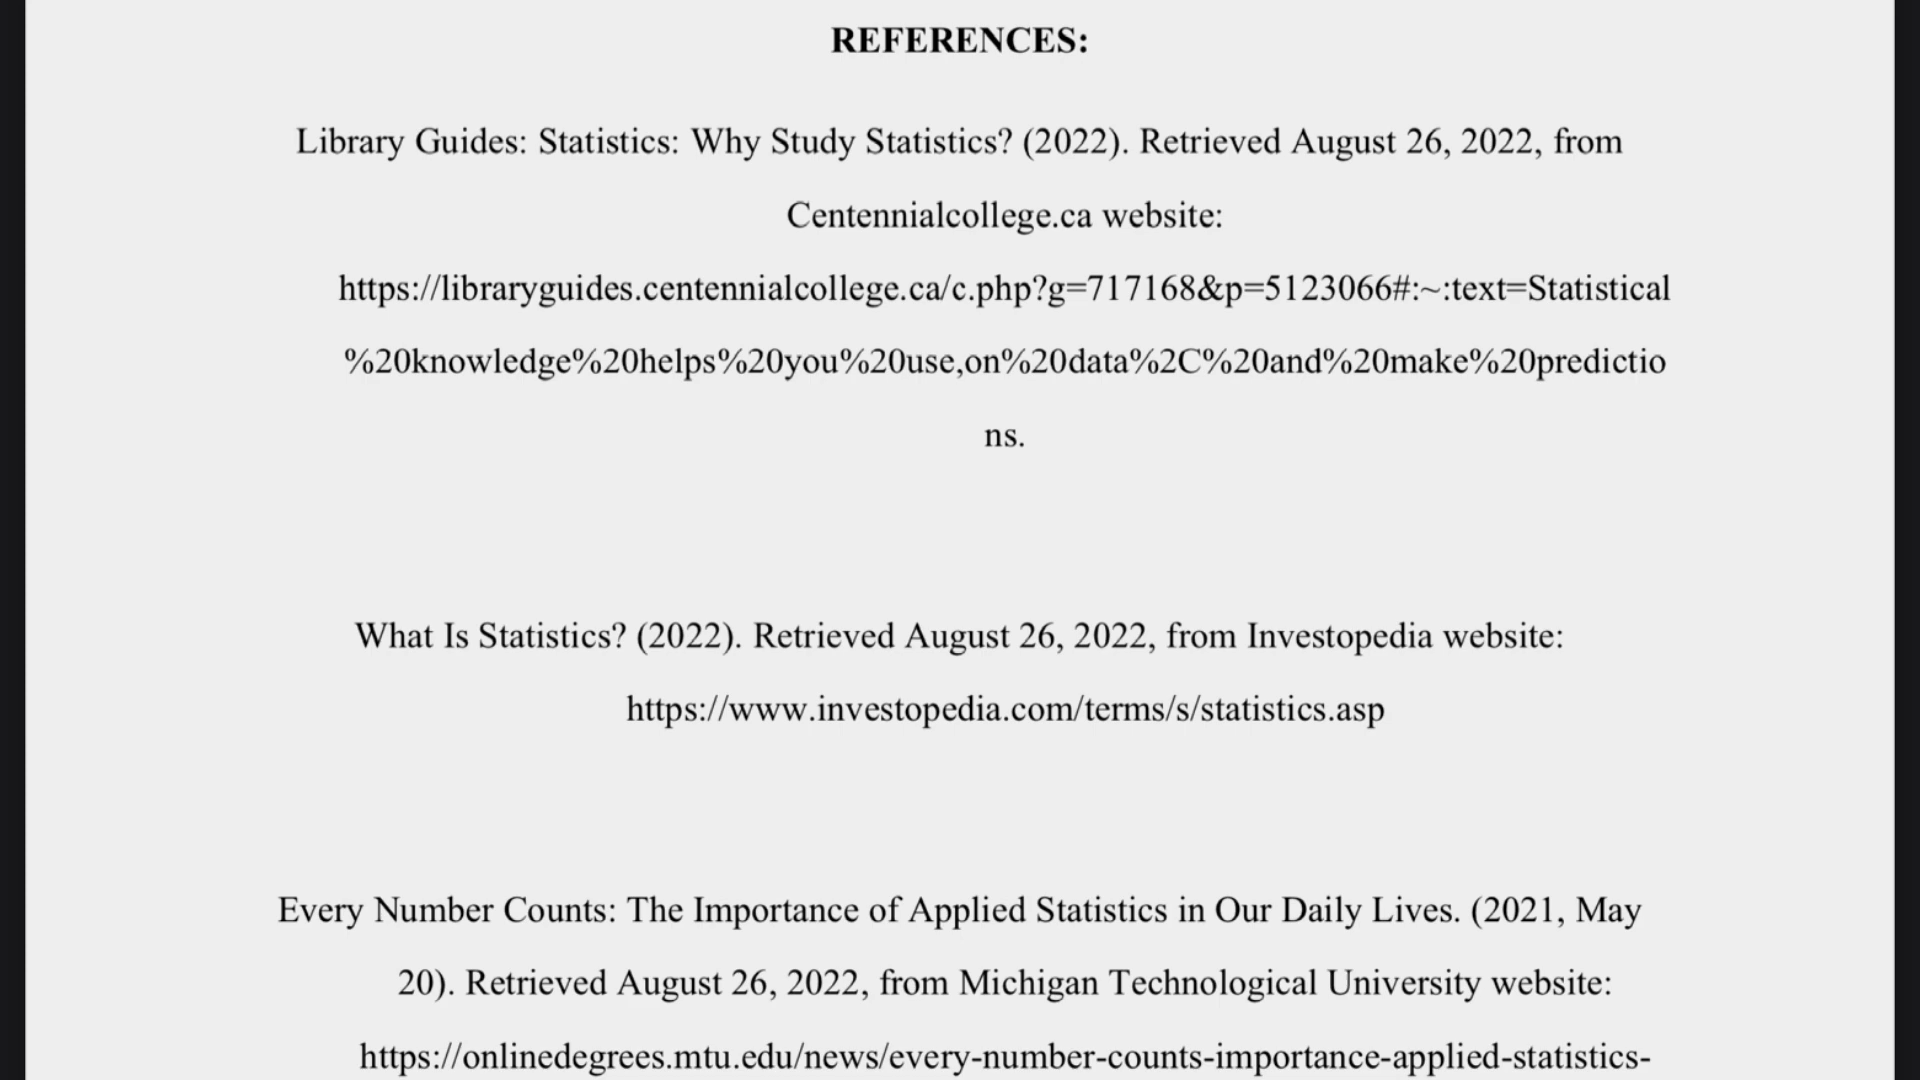 REFERENCES:
Library Guides: Statistics: Why Study Statistics? (2022). Retrieved August 26, 2022, from
Centennialcollege.ca website:
https://libraryguides.centennialcollege.ca/c.php?g=717168&p=5123066#:~:text=Statistical
%20knowledge%20helps%20you%20use,on%20data%2C%20and%20make%20predictio
ns.
What Is Statistics? (2022). Retrieved August 26, 2022, from Investopedia website:
https://www.investopedia.com/terms/s/statistics.asp
Every Number Counts: The Importance of Applied Statistics in Our Daily Lives. (2021, May
20). Retrieved August 26, 2022, from Michigan Technological University website:
https://onlinedegrees.mtu.edu/news/every-number-counts-importance-applied-statistics-